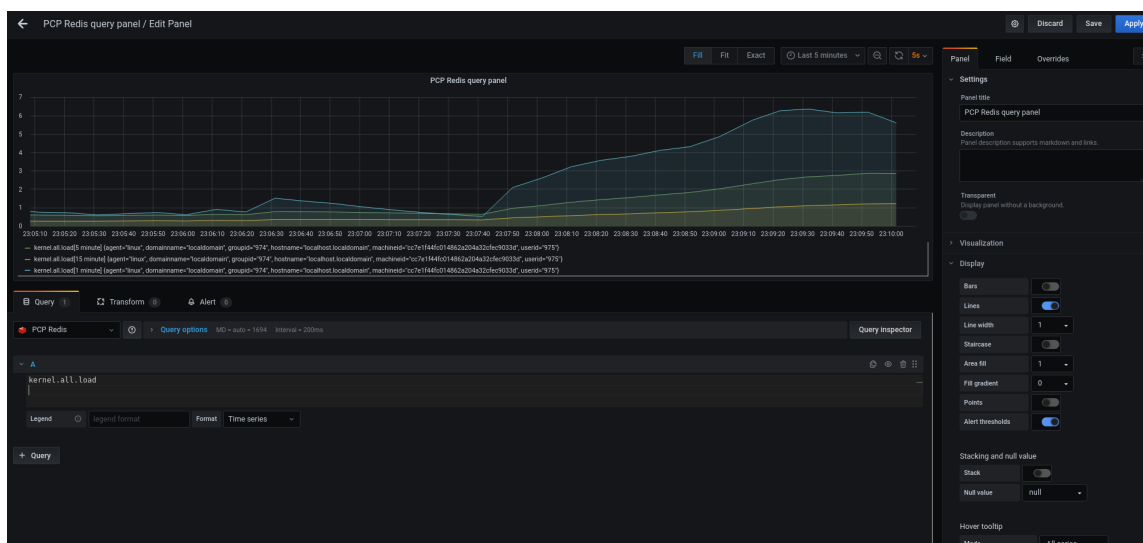 PCP Redis query panel / Edit Panel
Discard
Save
Apply
Fill
Fit
Exact
Last 5 minutes
5s
PCP Redis query panel
7
6
5
4
3
2
1
0
23:05:10 23:05:20 23:05:30 23:05:40 23:05:50 23:06:00 23:06:10 23:06:20 23:06:30 23:06:40 23:06:50 23:07:00 23:07:10 23:07:20 23:07:30 23:07:40 23:07:50 23:08:00 23:08:10 23:08:20 23:08:30 23:08:40 23:08:50 23:09:00 23:09:10 23:09:20 23:09:30 23:09:40 23:09:50 23:10:00
kernel.all.load[5 minute] {agent="linux", domainname="localdomain", groupid="974", hostname="localhost.localdomain", machineid="cc7e1f44fc014862a204a32cfec9033d", userid="975"}
kernel.all.load[15 minute] {agent="linux", domainname="localdomain", groupid="974", hostname="localhost.localdomain", machineid="cc7e1f44fc014862a204a32cfec9033d", userid="975"}
kernel.all.load[1 minute] {agent="linux", domainname="localdomain", groupid="974", hostname="localhost.localdomain", machineid="cc7e1f44fc014862a204a32cfec9033d", userid="975"}
Query 1
Transform 0
Alert 0
PCP Redis
Query options MD = auto = 1694 Interval = 200ms
Query inspector
A
kernel.all.load
Legend
legend format
Format
Time series
+ Query
Panel
Field
Overrides
Settings
Panel title
PCP Redis query panel
Description
Panel description supports markdown and links.
Transparent
Display panel without a background.
Visualization
Display
Bars
Lines
Line width 1
Staircase
Area fill 1
Fill gradient 0
Points
Alert thresholds
Stacking and null value
Stack
Null value null
Hover tooltip